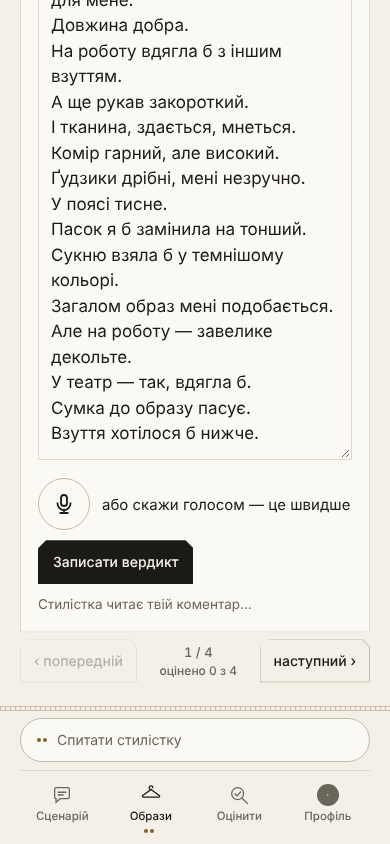 для мене.
Довжина добра.
На роботу вдягла б з іншим
взуттям.
А ще рукав закороткий.
І тканина, здається, мнеться.
Комір гарний, але високий.
Ґудзики дрібні, мені незручно.
У поясі тисне.
Пасок я б замінила на тонший.
Сукню взяла б у темнішому
кольорі.
Загалом образ мені подобається.
Але на роботу — завелике
декольте.
У театр — так, вдягла б.
Сумка до образу пасує.
Взуття хотілося б нижче.
або скажи голосом — це швидше
Записати вердикт
Стилістка читає твій коментар...
‹ попередній
1 / 4
оцінено 0 з 4
наступний ›
Спитати стилістку
Сценарій
Образи
Оцінити
Профіль